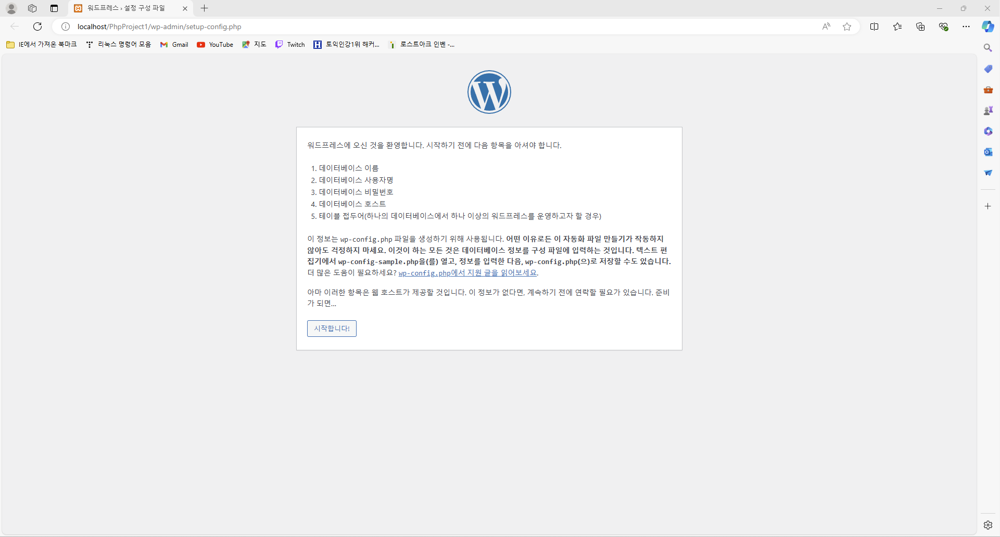 워드프레스 › 설정 구성 파일
localhost/PhpProject1/wp-admin/setup-config.php
IE에서 가져온 북마크 리눅스 명령어 모음 Gmail YouTube 지도 Twitch 토익인강1위 해커... 로스트아크 인벤 -...
워드프레스에 오신 것을 환영합니다. 시작하기 전에 다음 항목을 아셔야 합니다.
1. 데이터베이스 이름
2. 데이터베이스 사용자명
3. 데이터베이스 비밀번호
4. 데이터베이스 호스트
5. 테이블 접두어(하나의 데이터베이스에서 하나 이상의 워드프레스를 운영하고자 할 경우)
이 정보는 wp-config.php 파일을 생성하기 위해 사용됩니다. 어떤 이유로든 이 자동화 파일 만들기가 작동하지
않아도 걱정하지 마세요. 이것이 하는 모든 것은 데이터베이스 정보를 구성 파일에 입력하는 것입니다. 텍스트 편
집기에서 wp-config-sample.php을(를) 열고, 정보를 입력한 다음, wp-config.php(으)로 저장할 수도 있습니다.
더 많은 도움이 필요하세요? wp-config.php에서 지원 글을 읽어보세요.
아마 이러한 항목은 웹 호스트가 제공할 것입니다. 이 정보가 없다면, 계속하기 전에 연락할 필요가 있습니다. 준비
가 되면...
시작합니다!